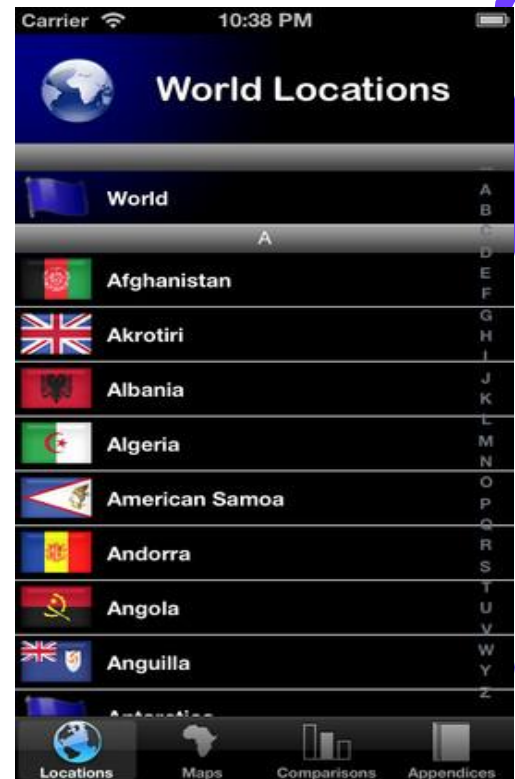 Carrier 10:38 PM
World Locations
World
A
Afghanistan
Akrotiri
Albania
Algeria
American Samoa
Andorra
Angola
Anguilla
A
B
C
D
E
F
G
H
I
J
K
L
M
N
O
P
Q
R
S
T
U
V
W
Y
Z
Locations Maps Comparisons Appendices